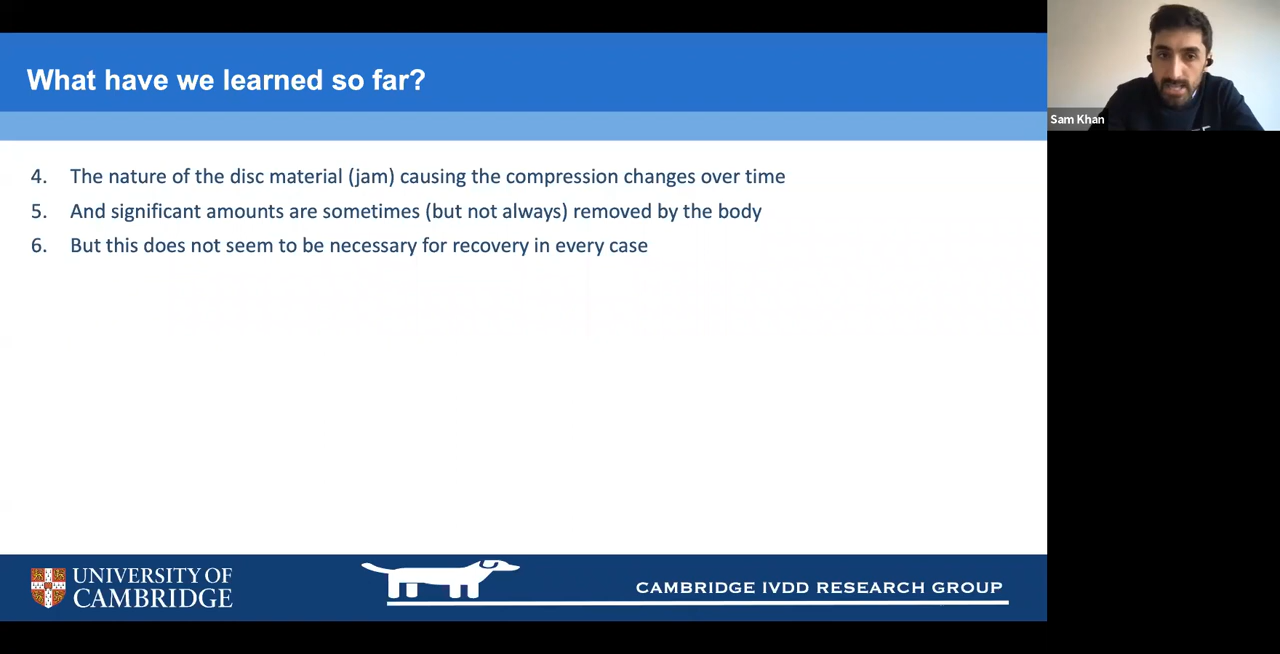 What have we learned so far?
Sam Khan
4. The nature of the disc material (jam) causing the compression changes over time
5. And significant amounts are sometimes (but not always) removed by the body
6. But this does not seem to be necessary for recovery in every case
UNIVERSITY OF
CAMBRIDGE
CAMBRIDGE IVDD RESEARCH GROUP